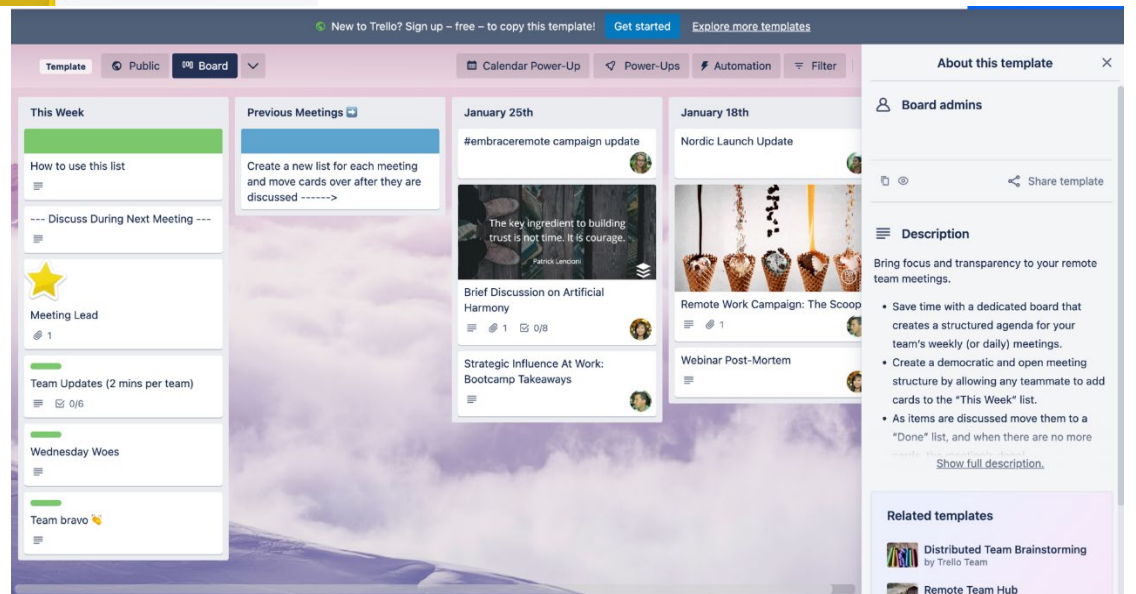 New to Trello? Sign up – free – to copy this template!
Get started
Explore more templates
Template
Public
Board
Calendar Power-Up
Power-Ups
Automation
Filter
This Week
How to use this list
--- Discuss During Next Meeting ---
Meeting Lead
1
Team Updates (2 mins per team)
0/6
Wednesday Woes
Team bravo 👏
Previous Meetings ➡️
Create a new list for each meeting
and move cards over after they are
discussed ------>
January 25th
#embraceremote campaign update
The key ingredient to building
trust is not time. It is courage.
Patrick Lencioni
Brief Discussion on Artificial
Harmony
1
0/8
Strategic Influence At Work:
Bootcamp Takeaways
January 18th
Nordic Launch Update
Remote Work Campaign: The Scoop
1
Webinar Post-Mortem
About this template
Board admins
Share template
Description
Bring focus and transparency to your remote
team meetings.
• Save time with a dedicated board that
creates a structured agenda for your
team's weekly (or daily) meetings.
• Create a democratic and open meeting
structure by allowing any teammate to add
cards to the "This Week" list.
• As items are discussed move them to a
"Done" list, and when there are no more
Show full description.
Related templates
Distributed Team Brainstorming
by Trello Team
Remote Team Hub